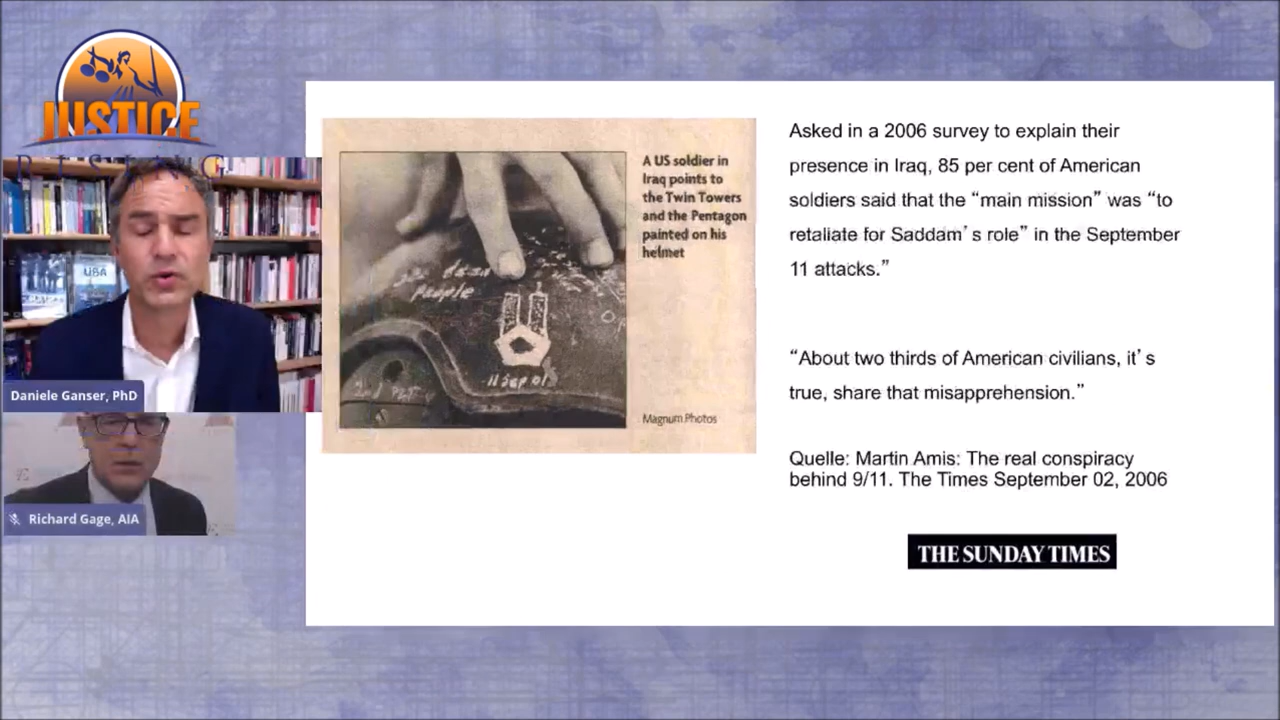 JUSTICE
RISING
UBA
Daniele Ganser, PhD
Richard Gage, AIA
A US soldier in
Iraq points to
the Twin Towers
and the Pentagon
painted on his
helmet
people
11 Sep 01
Magnum Photos
Asked in a 2006 survey to explain their
presence in Iraq, 85 per cent of American
soldiers said that the “main mission” was “to
retaliate for Saddam’s role” in the September
11 attacks.”
“About two thirds of American civilians, it’s
true, share that misapprehension.”
Quelle: Martin Amis: The real conspiracy
behind 9/11. The Times September 02, 2006
THE SUNDAY TIMES